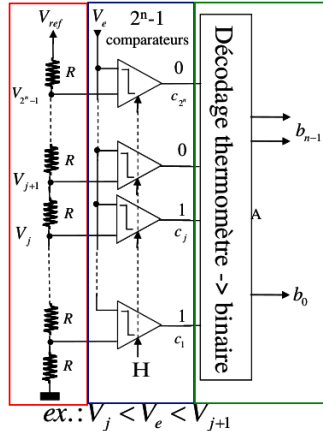 V_ref
V_e
2^n-1
comparateurs
R
V_{2^n-1}
0
c_{2^n}
R
V_{j+1}
0
R
V_j
1
c_j
R
1
c_1
R
H
Décodage thermomètre -> binaire
A
b_{n-1}
b_0
ex.: V_j < V_e < V_{j+1}